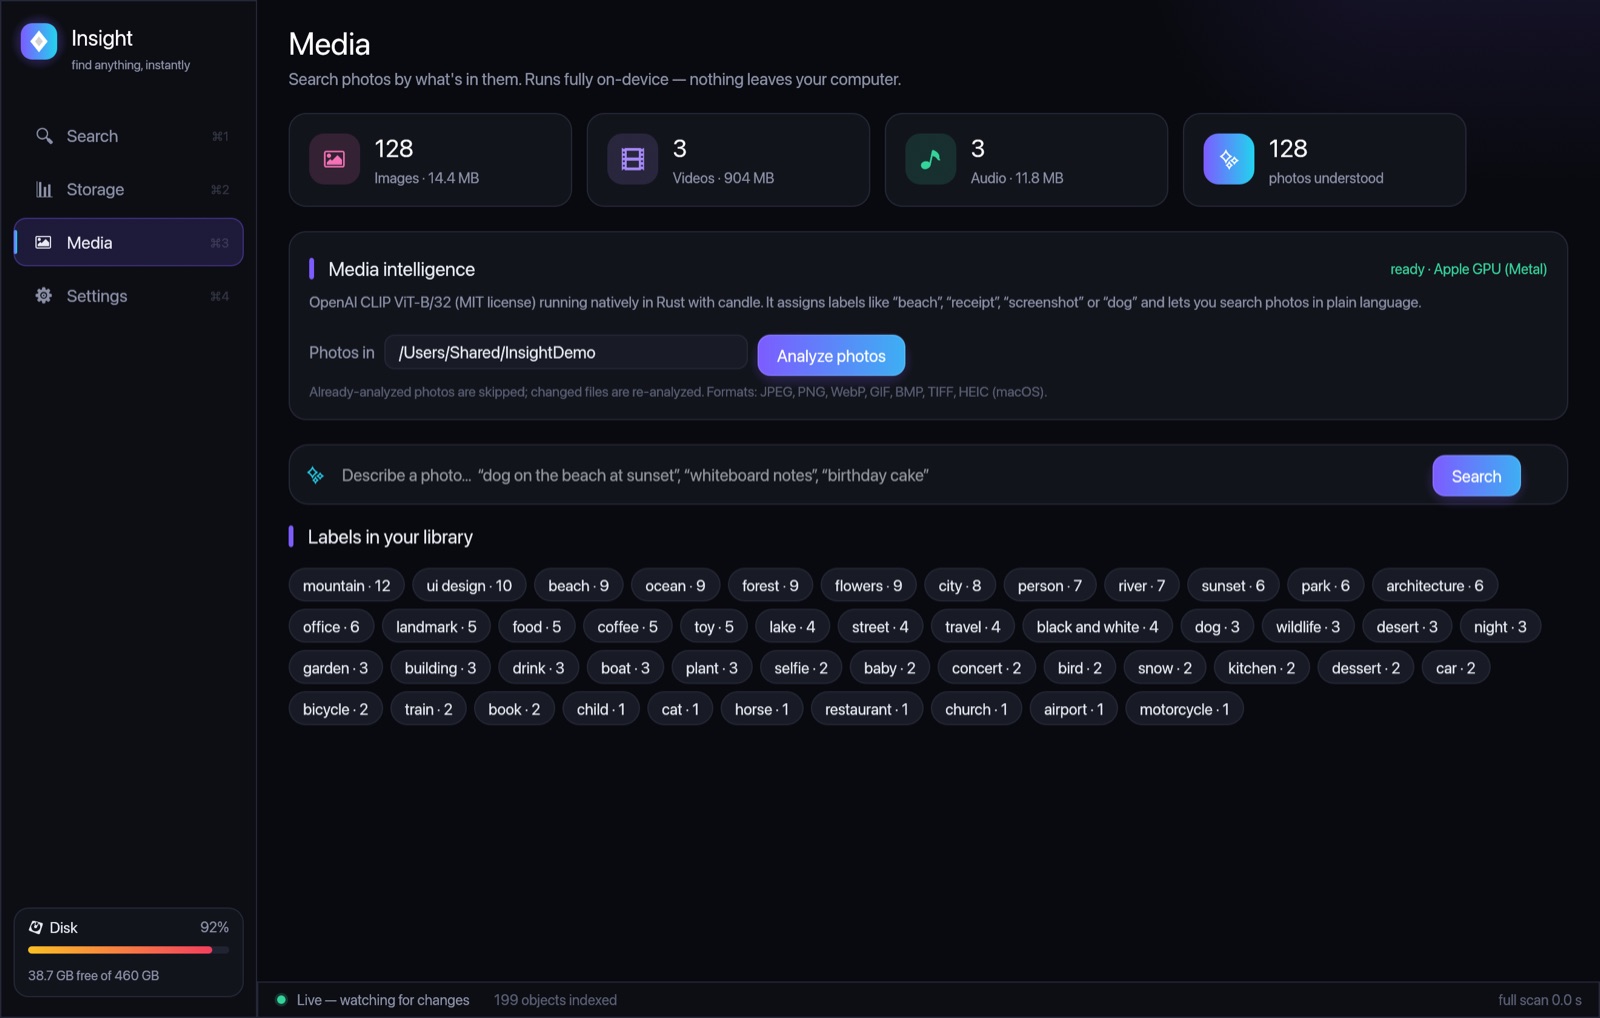 Insight
find anything, instantly
Search ⌘1
Storage ⌘2
Media ⌘3
Settings ⌘4
Disk 92%
38.7 GB free of 460 GB
Media
Search photos by what's in them. Runs fully on-device — nothing leaves your computer.
128
Images · 14.4 MB
3
Videos · 904 MB
3
Audio · 11.8 MB
128
photos understood
Media intelligence
ready · Apple GPU (Metal)
OpenAI CLIP ViT-B/32 (MIT license) running natively in Rust with candle. It assigns labels like “beach”, “receipt”, “screenshot” or “dog” and lets you search photos in plain language.
Photos in /Users/Shared/InsightDemo Analyze photos
Already-analyzed photos are skipped; changed files are re-analyzed. Formats: JPEG, PNG, WebP, GIF, BMP, TIFF, HEIC (macOS).
Describe a photo... “dog on the beach at sunset”, “whiteboard notes”, “birthday cake” Search
Labels in your library
mountain · 12 ui design · 10 beach · 9 ocean · 9 forest · 9 flowers · 9 city · 8 person · 7 river · 7 sunset · 6 park · 6 architecture · 6
office · 6 landmark · 5 food · 5 coffee · 5 toy · 5 lake · 4 street · 4 travel · 4 black and white · 4 dog · 3 wildlife · 3 desert · 3 night · 3
garden · 3 building · 3 drink · 3 boat · 3 plant · 3 selfie · 2 baby · 2 concert · 2 bird · 2 snow · 2 kitchen · 2 dessert · 2 car · 2
bicycle · 2 train · 2 book · 2 child · 1 cat · 1 horse · 1 restaurant · 1 church · 1 airport · 1 motorcycle · 1
Live — watching for changes 199 objects indexed full scan 0.0 s